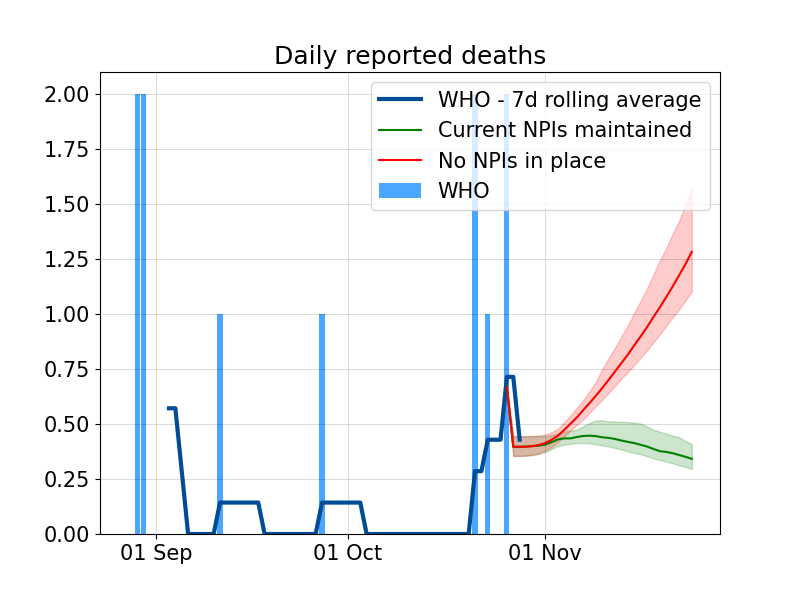 Daily reported deaths
2.00
1.75
1.50
1.25
1.00
0.75
0.50
0.25
0.00
WHO - 7d rolling average
Current NPIs maintained
No NPIs in place
WHO
01 Sep
01 Oct
01 Nov